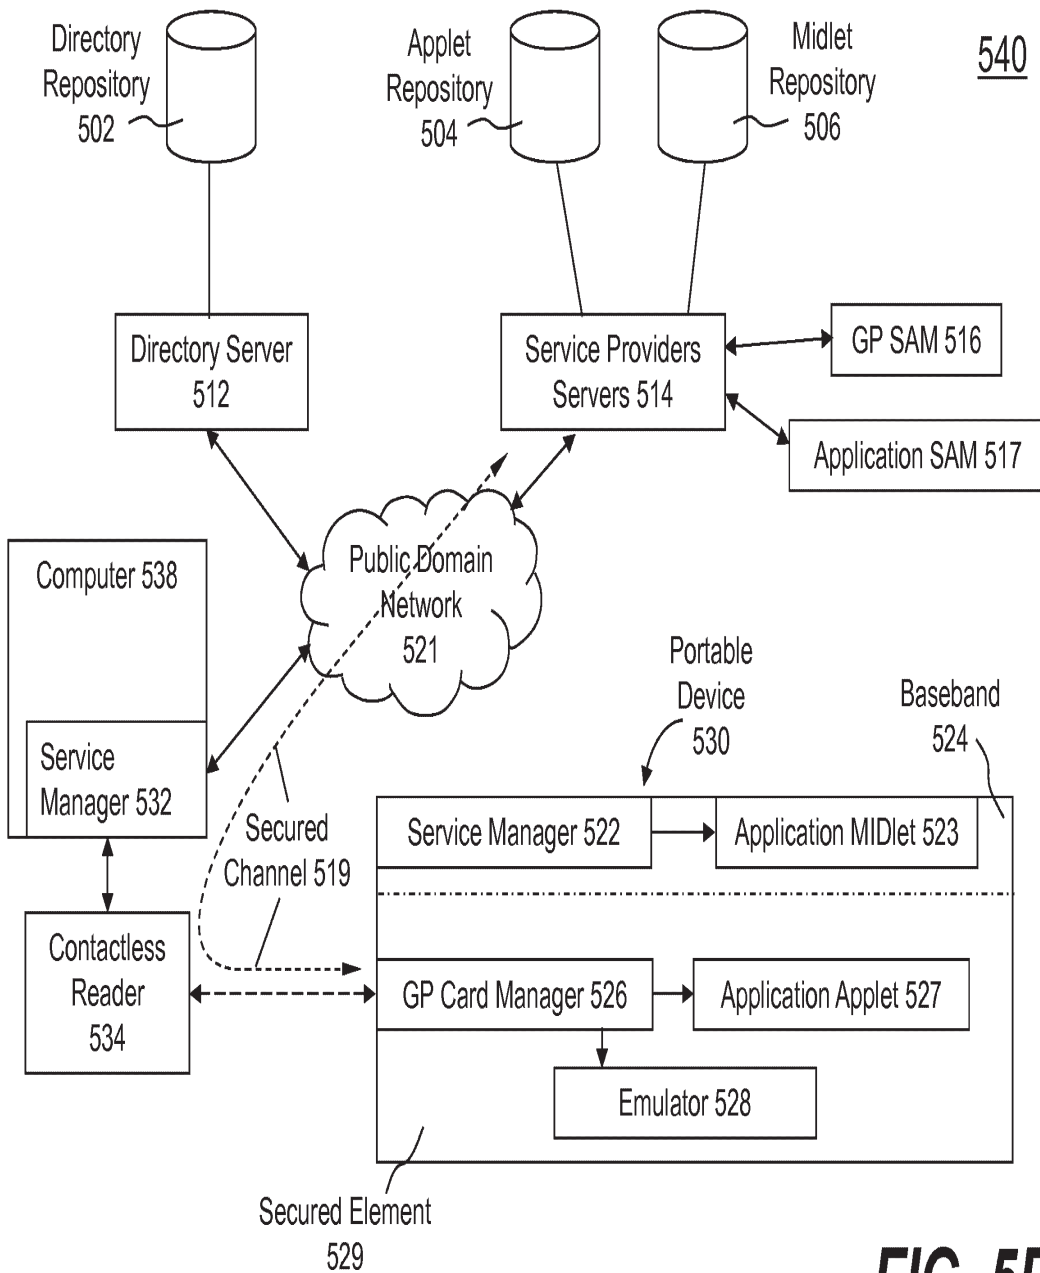 Directory
Repository
502
Applet
Repository
504
Midlet
Repository
506
540
Directory Server
512
Service Providers
Servers 514
GP SAM 516
Application SAM 517
Public Domain
Network
521
Computer 538
Service
Manager 532
Secured
Channel 519
Portable
Device
530
Baseband
524
Service Manager 522
Application MIDlet 523
Contactless
Reader
534
GP Card Manager 526
Application Applet 527
Emulator 528
Secured Element
529
FIG.